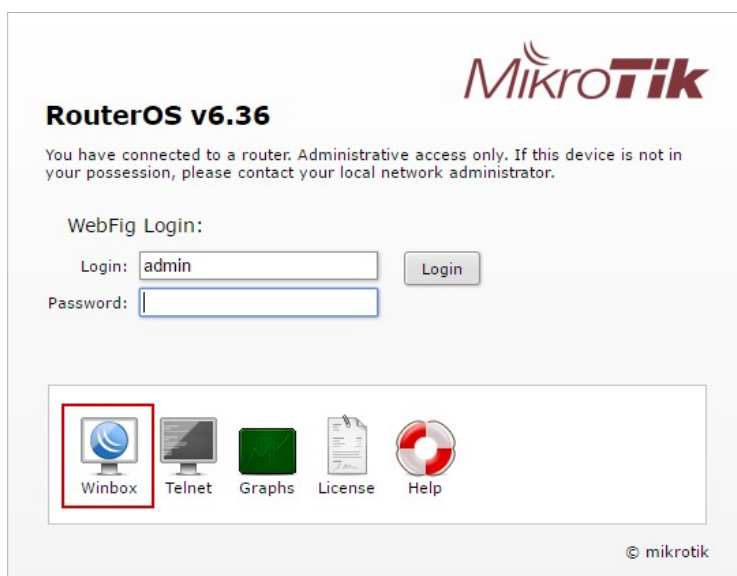 MikroTik
RouterOS v6.36
You have connected to a router. Administrative access only. If this device is not in
your possession, please contact your local network administrator.
WebFig Login:
Login: admin Login
Password:
Winbox Telnet Graphs License Help
© mikrotik